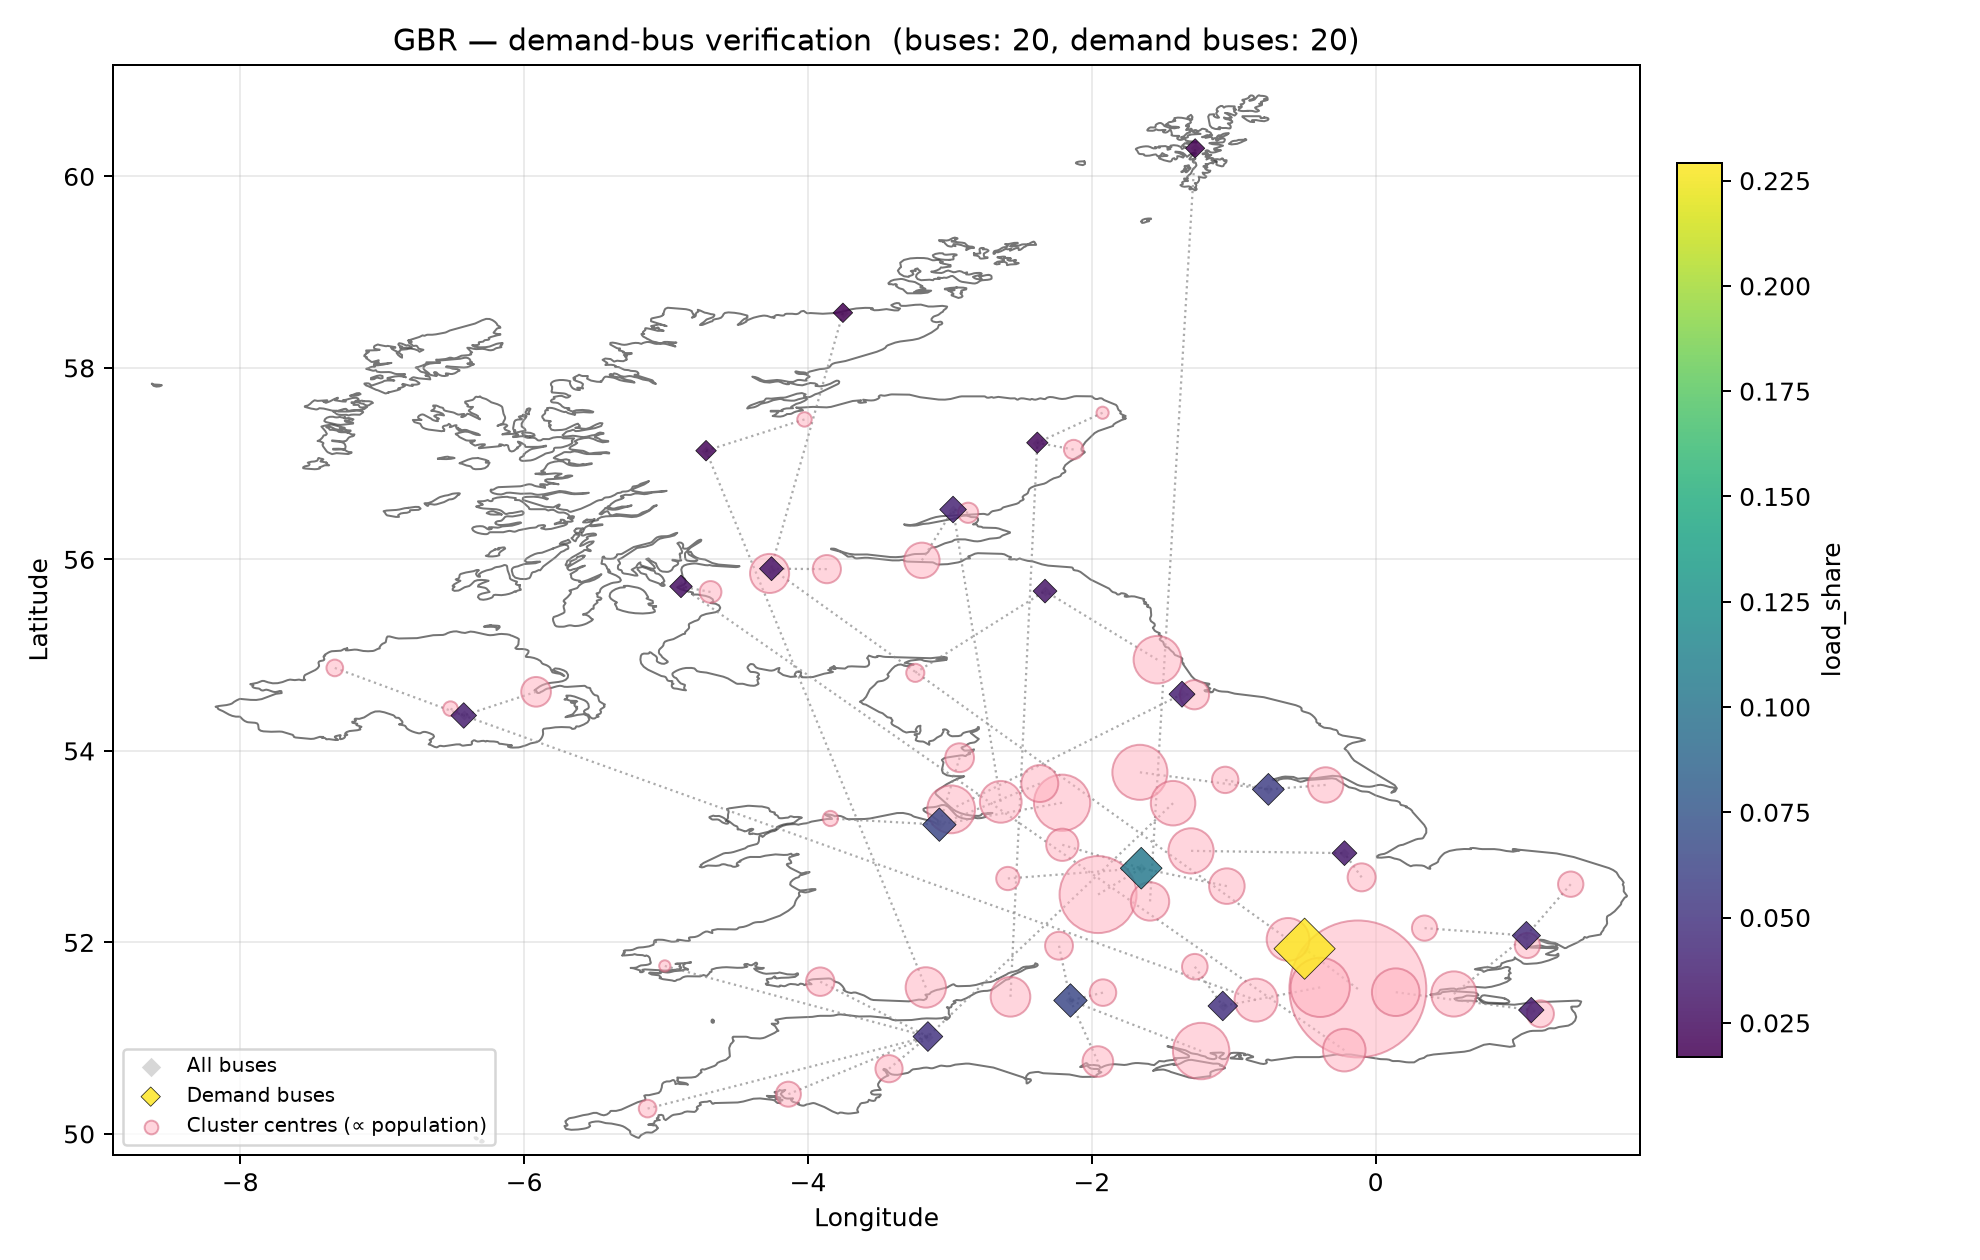 GBR — demand-bus verification  (buses: 20, demand buses: 20)
Latitude
60
58
56
54
52
50
−8
−6
−4
−2
0
Longitude
All buses
Demand buses
Cluster centres (∝ population)
0.225
0.200
0.175
0.150
0.125
0.100
0.075
0.050
0.025
load_share